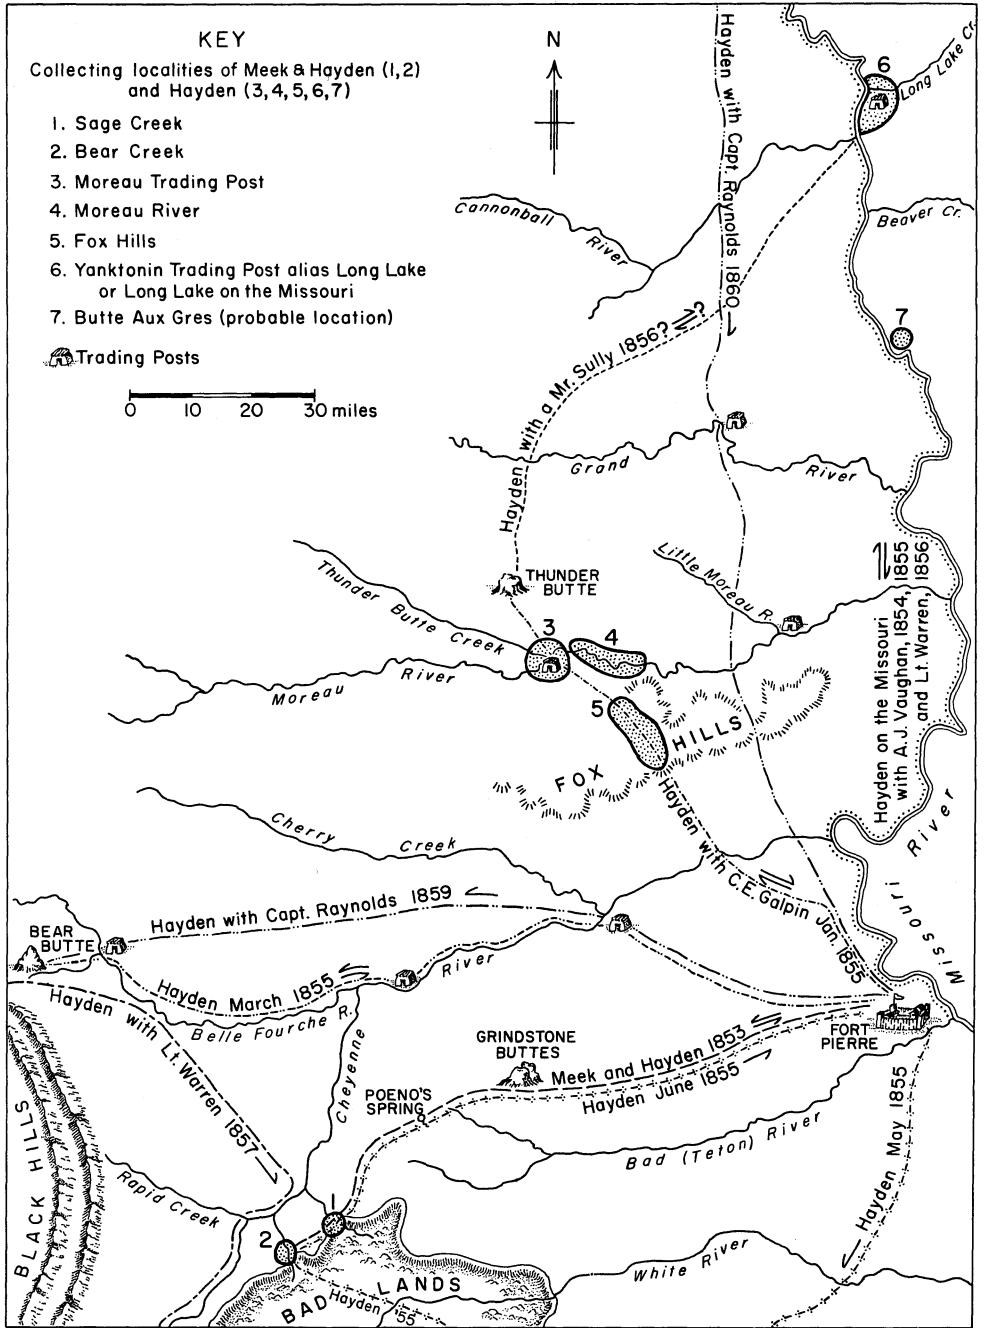 KEY
Collecting localities of Meek & Hayden (1,2)
and Hayden (3,4,5,6,7)
1. Sage Creek
2. Bear Creek
3. Moreau Trading Post
4. Moreau River
5. Fox Hills
6. Yanktonin Trading Post alias Long Lake
or Long Lake on the Missouri
7. Butte Aux Gres (probable location)
Trading Posts
0 10 20 30 miles
N
Hayden with Capt. Raynolds 1860
6
Long Lake Cr.
Cannonball
River
Beaver Cr.
7
Hayden with a Mr. Sully 1856? ?
Grand
River
Thunder Butte Creek
THUNDER
BUTTE
Little Moreau R.
3
4
Moreau
River
5
FOX
HILLS
Hayden on the Missouri
with A.J. Vaughan, 1854, 1855
and Lt. Warren, 1856
Missouri
River
Hayden with C.E. Galpin Jan. 1855
Cherry
Creek
Hayden with Capt. Raynolds 1859
BEAR
BUTTE
Hayden March 1855
River
Belle Fourche R.
Hayden with Lt. Warren 1857
Cheyenne
GRINDSTONE
BUTTES
FORT
PIERRE
Meek and Hayden 1853
Hayden June 1855
POENO'S
SPRING
Bad (Teton) River
Hayden May 1855
BLACK HILLS
Rapid Creek
1
2
BAD
LANDS
Hayden '55
White River